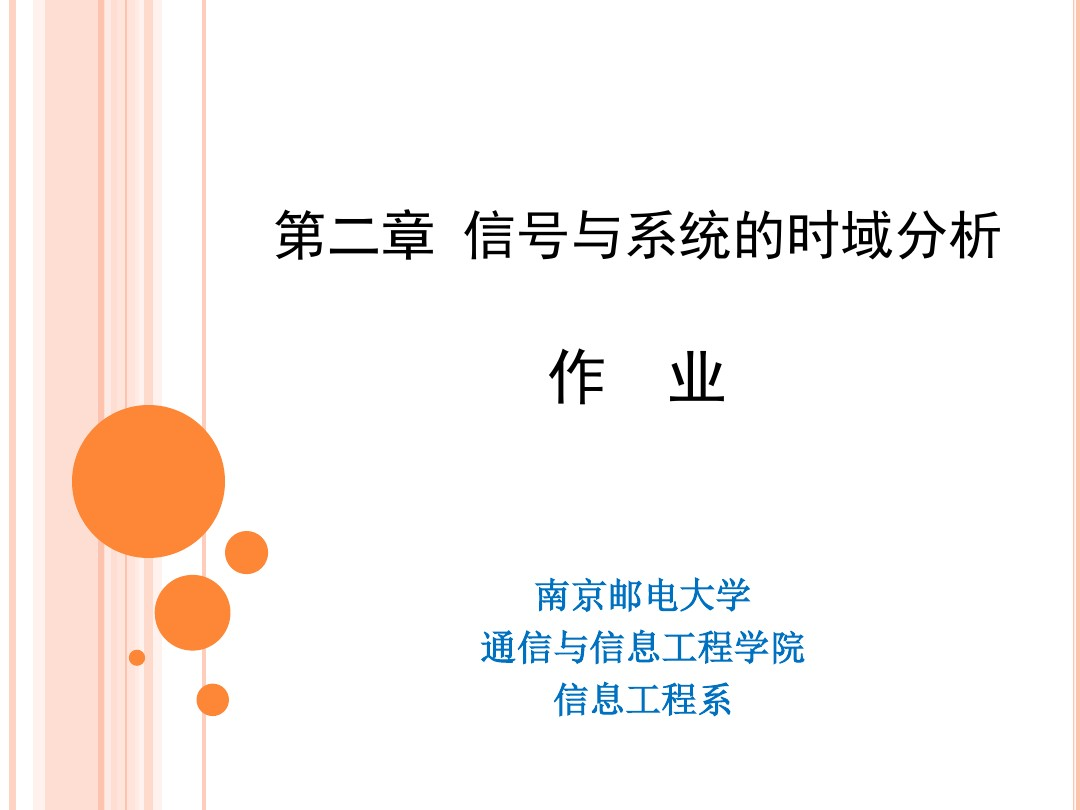 第二章 信号与系统的时域分析
作 业
南京邮电大学
通信与信息工程学院
信息工程系